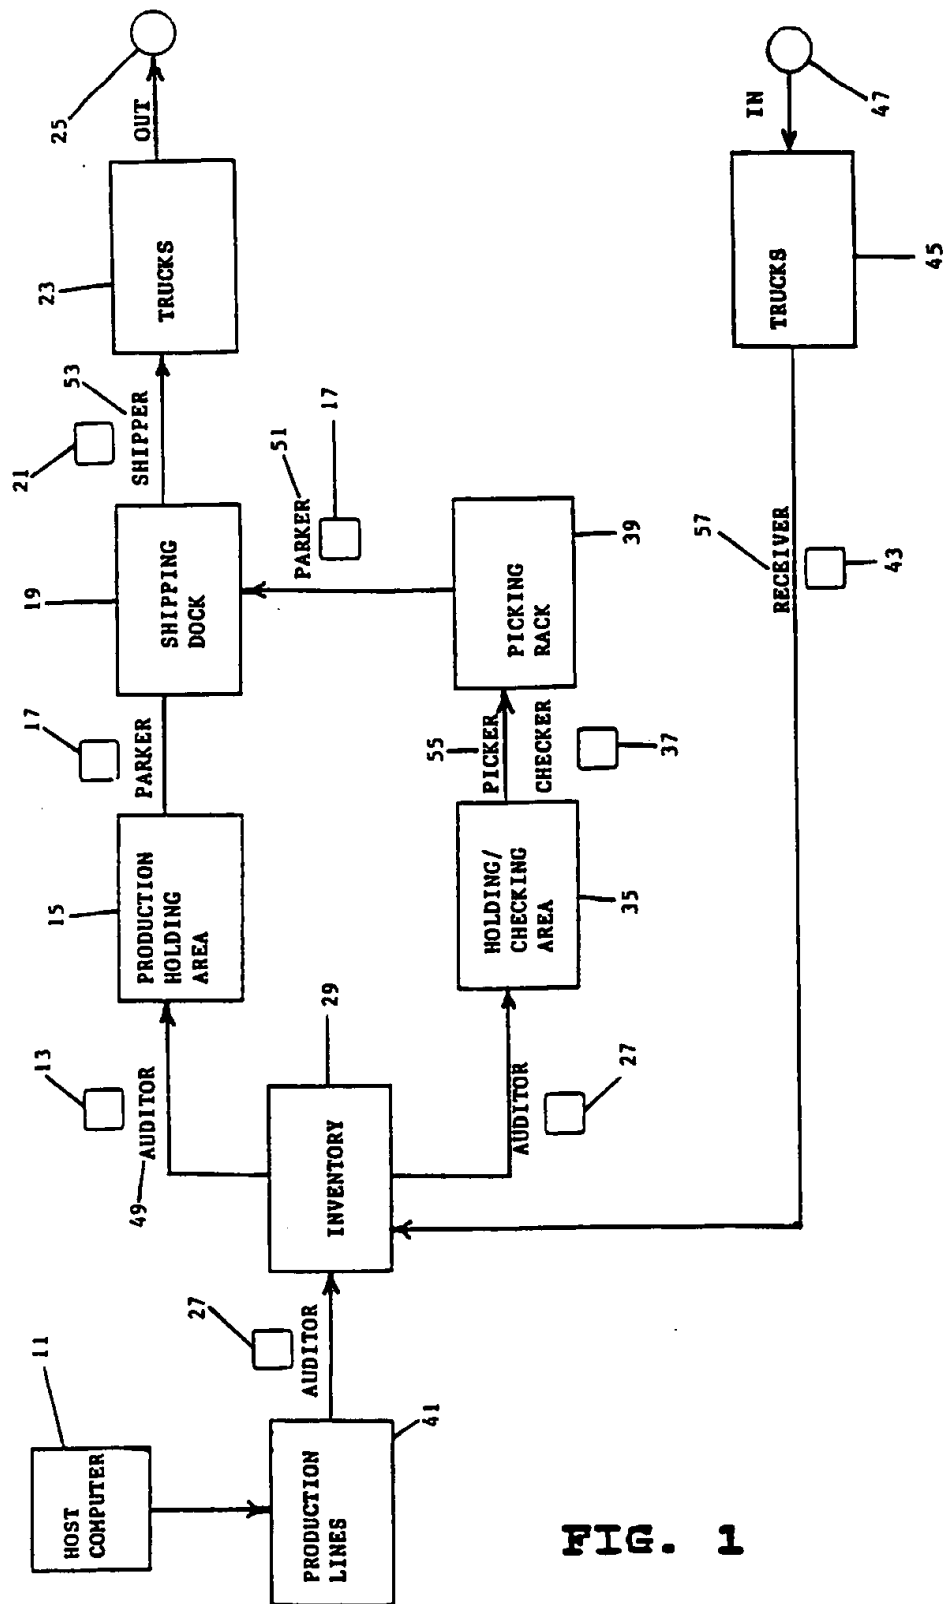 11
HOST
COMPUTER
PRODUCTION
LINES
41
27
AUDITOR
29
INVENTORY
13
49
AUDITOR
15
PRODUCTION
HOLDING
AREA
17
PARKER
19
SHIPPING
DOCK
21
53
SHIPPER
23
TRUCKS
25
OUT
AUDITOR
27
HOLDING/
CHECKING
AREA
35
55
PICKER
CHECKER
37
PICKING
RACK
39
51
PARKER
17
57
RECEIVER
43
TRUCKS
45
IN
47
FIG. 1